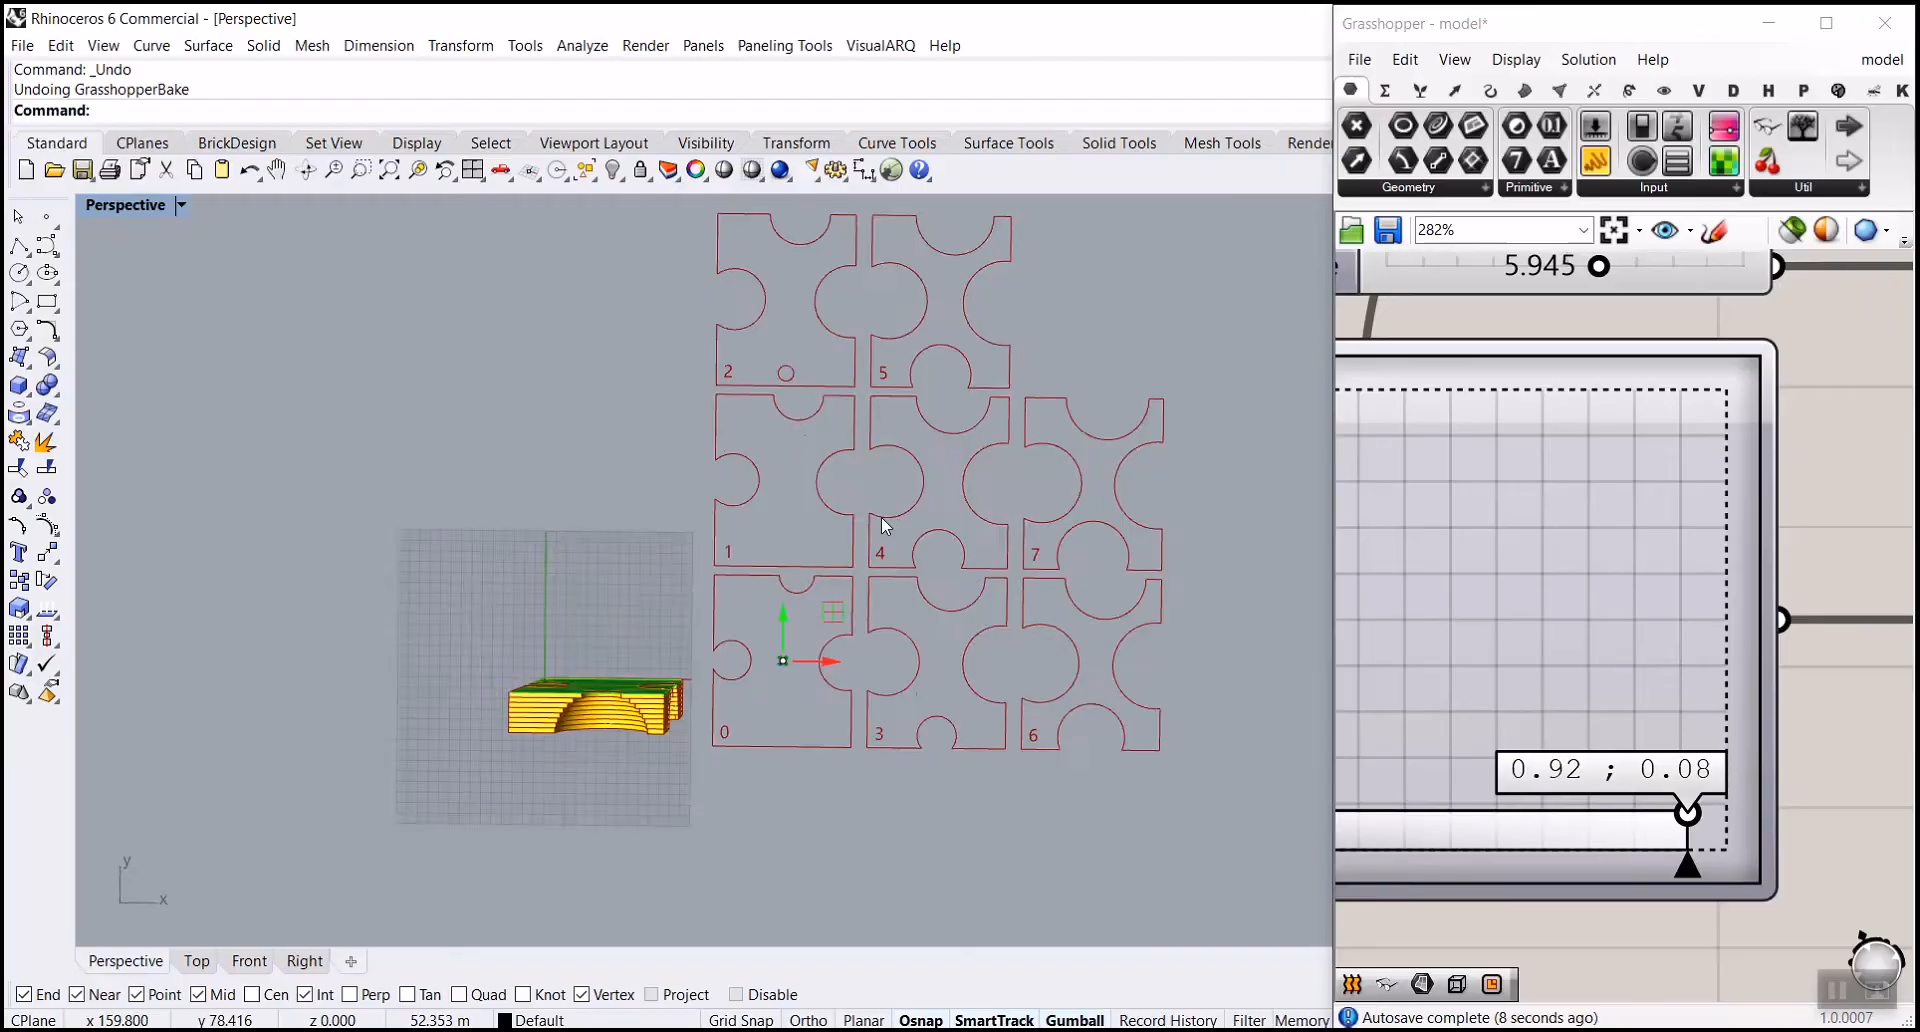 Rhinoceros 6 Commercial - [Perspective]
File Edit View Curve Surface Solid Mesh Dimension Transform Tools Analyze Render Panels Paneling Tools VisualARQ Help
Command: _Undo
Undoing GrasshopperBake
Command:
Standard CPlanes BrickDesign Set View Display Select Viewport Layout Visibility Transform Curve Tools Surface Tools Solid Tools Mesh Tools Render
Perspective
2 5
1 4 7
0 3 6
y
x
Perspective Top Front Right
End Near Point Mid Cen Int Perp Tan Quad Knot Vertex Project Disable
CPlane x 159.800 y 78.416 z 0.000 52.353 m Default Grid Snap Ortho Planar Osnap SmartTrack Gumball Record History Filter Memory
Grasshopper - model*
File Edit View Display Solution Help model
V D H P K
Geometry Primitive Input Util
282%
5.945
0.92 ; 0.08
Autosave complete (8 seconds ago) 1.0.0007